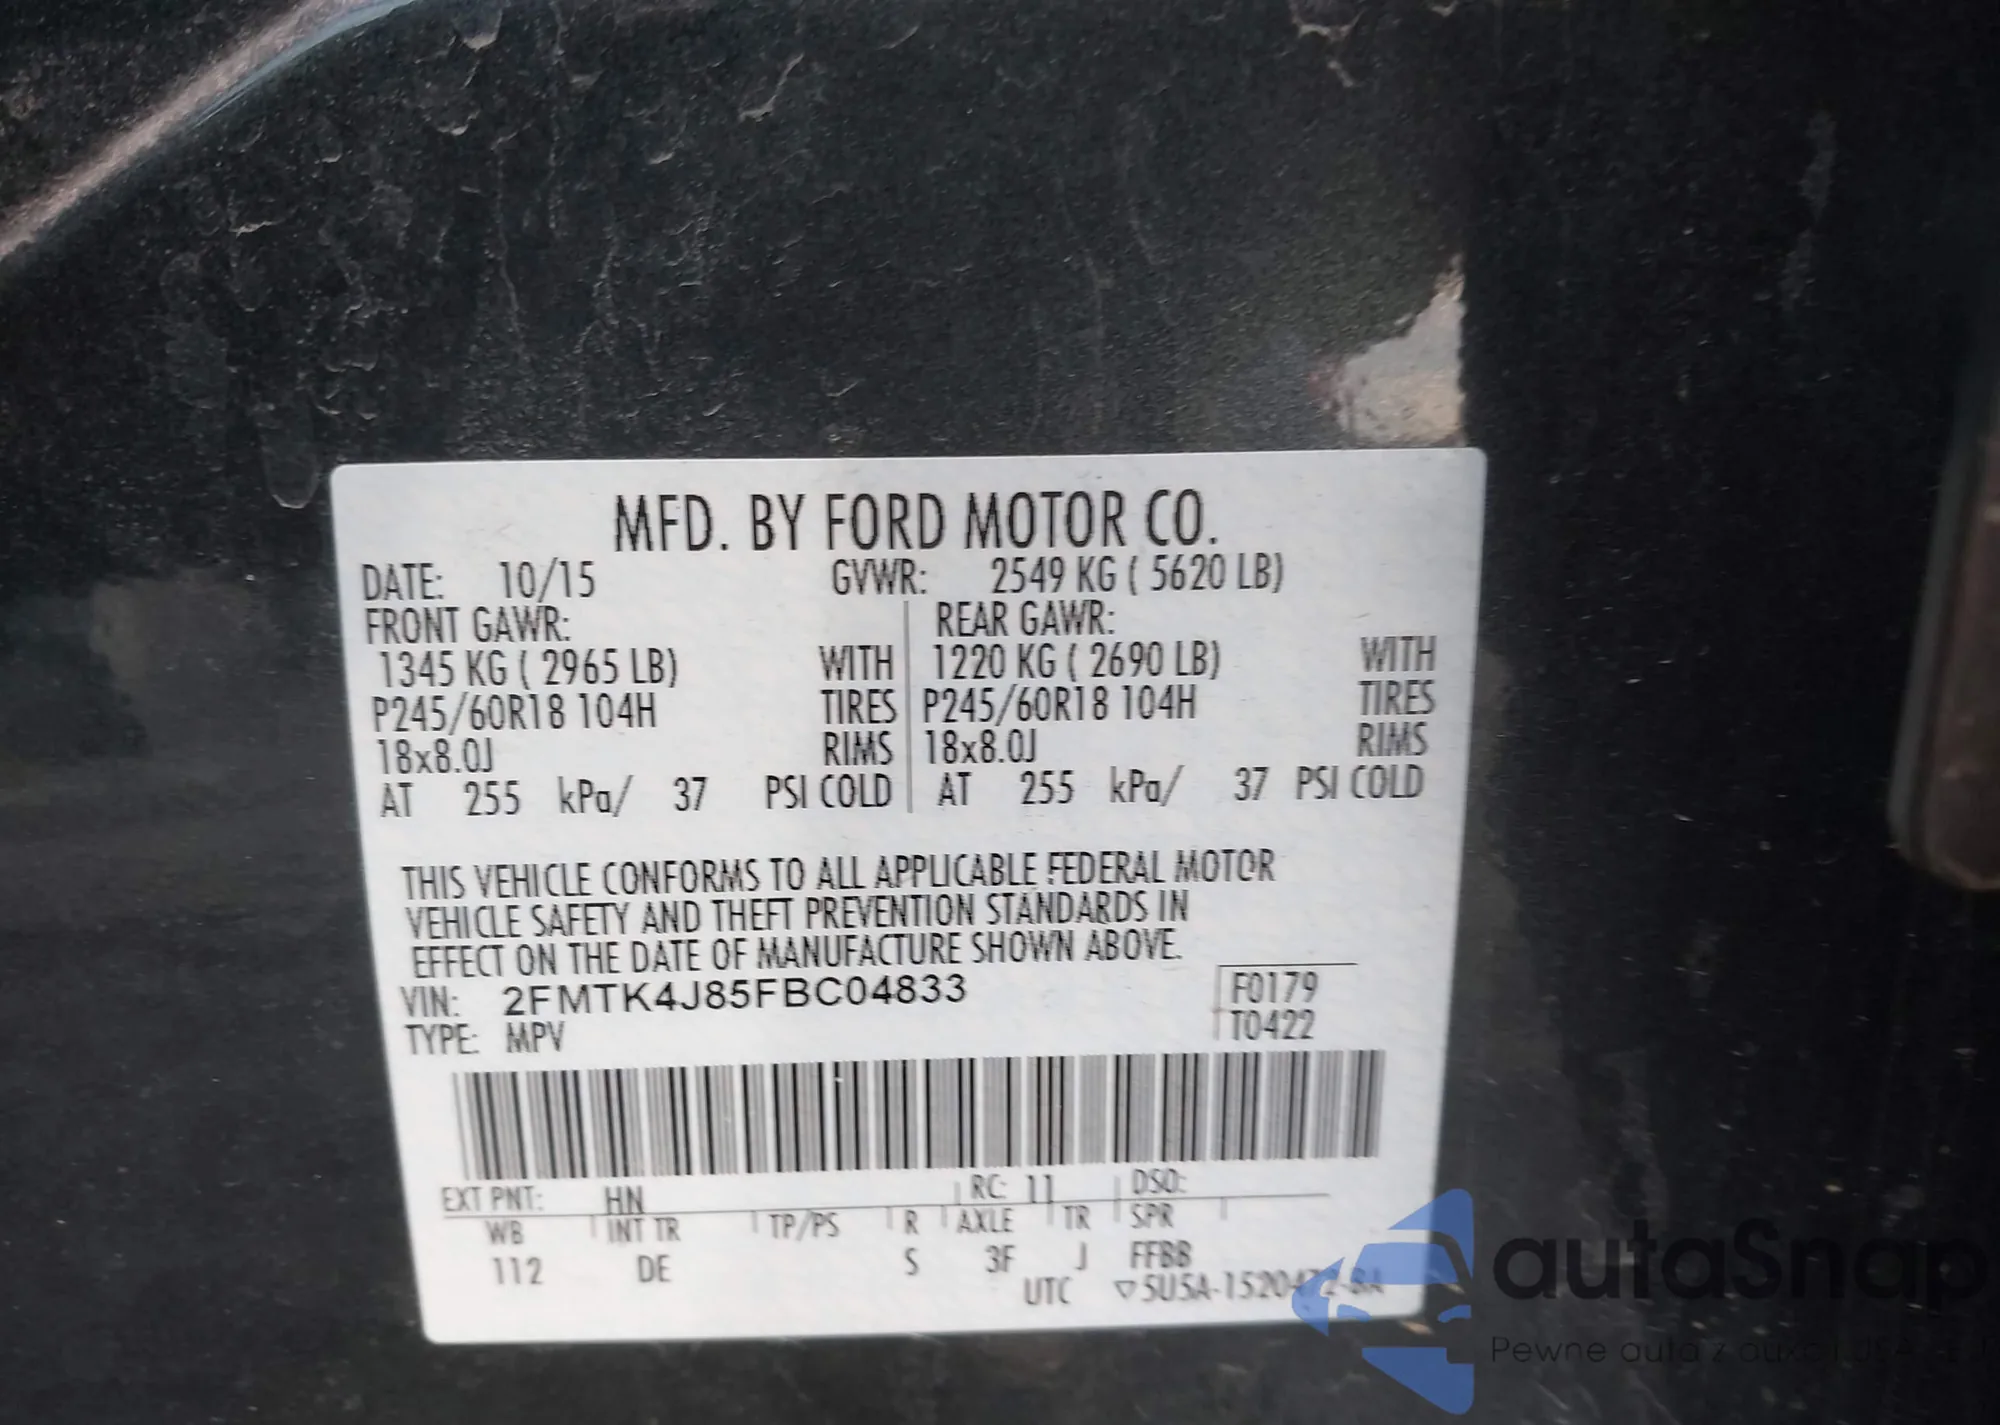 MFD. BY FORD MOTOR CO.
DATE: 10/15 GVWR: 2549 KG ( 5620 LB)
FRONT GAWR: REAR GAWR:
1345 KG ( 2965 LB) WITH 1220 KG ( 2690 LB) WITH
P245/60R18 104H TIRES P245/60R18 104H TIRES
18x8.0J RIMS 18x8.0J RIMS
AT 255 kPa/ 37 PSI COLD AT 255 kPa/ 37 PSI COLD
THIS VEHICLE CONFORMS TO ALL APPLICABLE FEDERAL MOTOR
VEHICLE SAFETY AND THEFT PREVENTION STANDARDS IN
EFFECT ON THE DATE OF MANUFACTURE SHOWN ABOVE.
VIN: 2FMTK4J85FBC04833 F0179
TYPE: MPV T0422
EXT PNT: HN RC: 11 DSO:
WB INT TR TP/PS R AXLE TR SPR
112 DE S 3F J FFBB
UTC ▽5U5A-1520472-BA
autaSnap
Pewne auta z